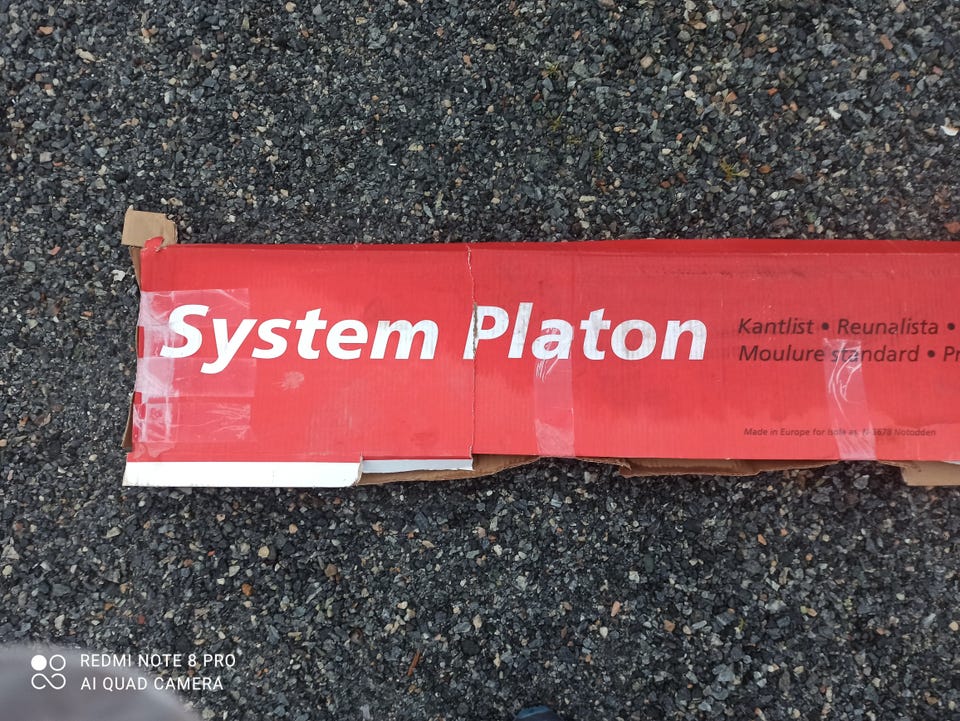 System Platon
Kantlist • Reunalista •
Moulure standard • Pr
Made in Europe for Isola as, N-3678 Notodden
REDMI NOTE 8 PRO
AI QUAD CAMERA